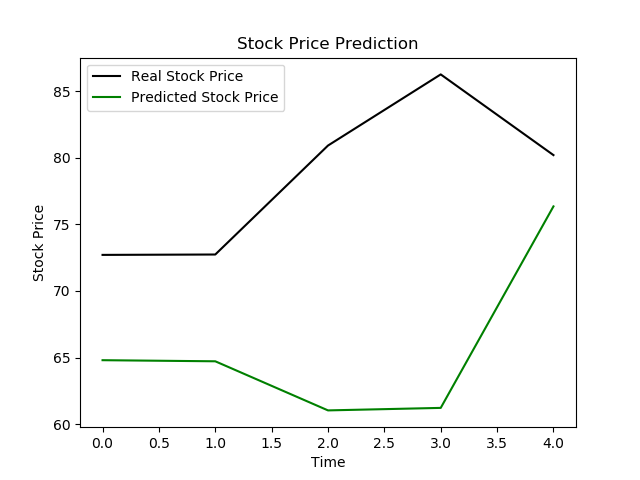 Stock Price Prediction
Real Stock Price
Predicted Stock Price
85
80
75
70
65
60
Stock Price
0.0 0.5 1.0 1.5 2.0 2.5 3.0 3.5 4.0
Time